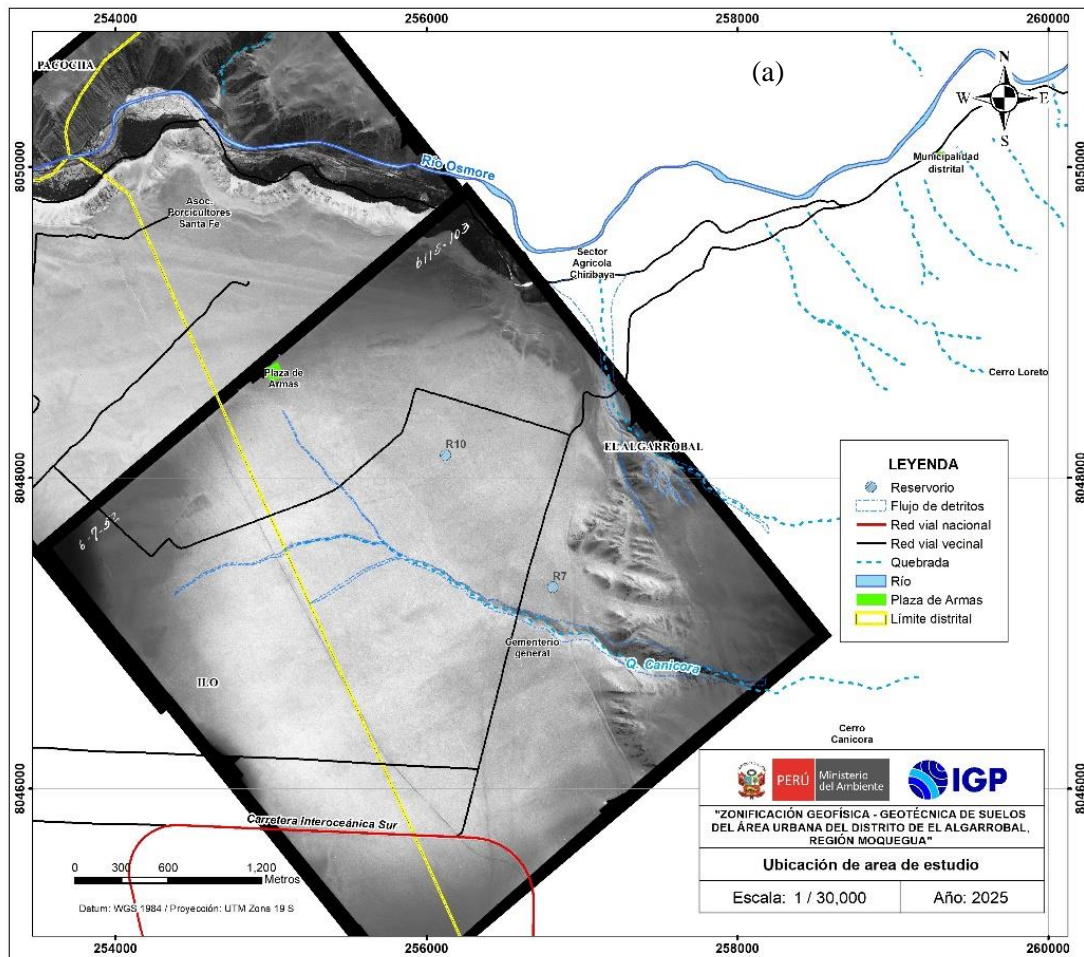 254000
256000
258000
260000
(a)
N
W
E
S
PACOCHA
Río Osmore
Municipalidad
distrital
8050000
8050000
Asoc.
Porcicultores
Santa Fe
6115-103
Sector
Agrícola
Chiribaya
Plaza de
Armas
Cerro Loreto
R10
EL ALGARROBAL
8048000
8048000
LEYENDA
Reservorio
Flujo de detritos
Red vial nacional
Red vial vecinal
Quebrada
Río
Plaza de Armas
Límite distrital
6-7-52
R7
Cementerio
general
Q. Canicora
ILO
Cerro
Canicora
8046000
8046000
PERÚ
Ministerio
del Ambiente
IGP
"ZONIFICACIÓN GEOFÍSICA - GEOTÉCNICA DE SUELOS
DEL ÁREA URBANA DEL DISTRITO DE EL ALGARROBAL,
REGIÓN MOQUEGUA"
Ubicación de area de estudio
Escala: 1 / 30,000
Año: 2025
Carretera Interoceánica Sur
0 300 600 1,200
Metros
Datum: WGS 1984 / Proyección: UTM Zona 19 S
254000
256000
258000
260000